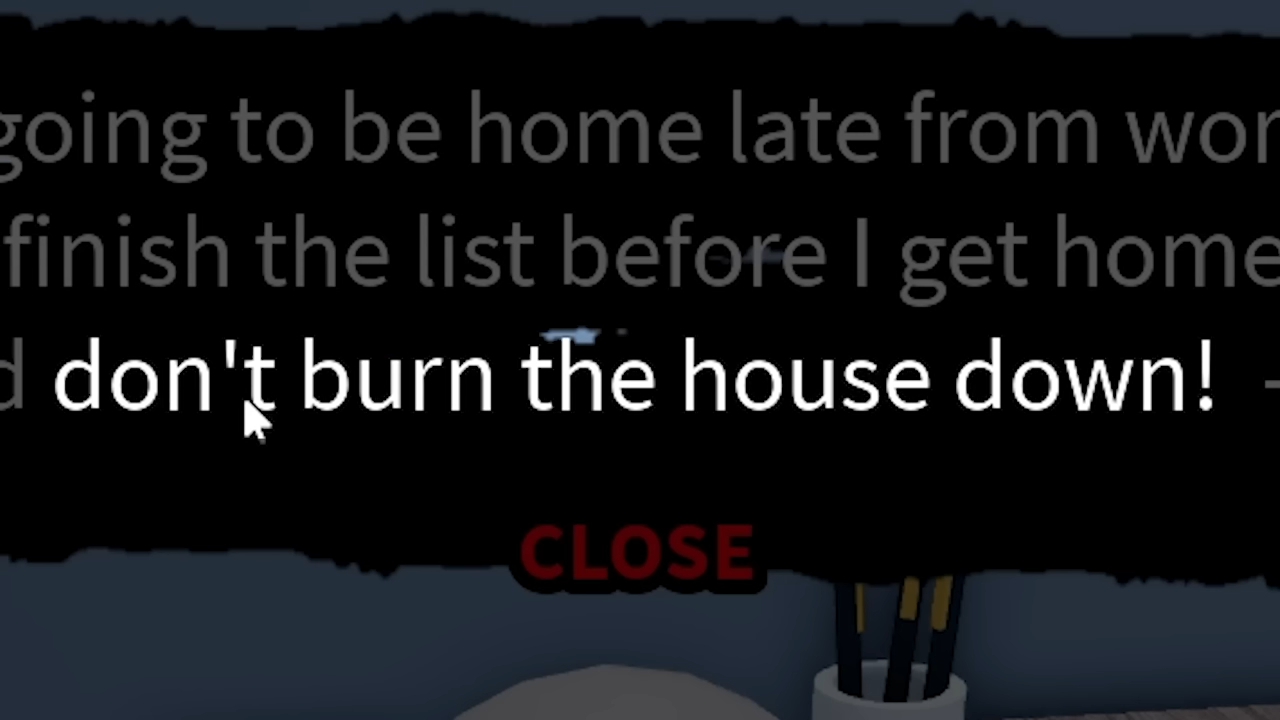 going to be home late from wor
finish the list before I get home
d don't burn the house down! -
CLOSE